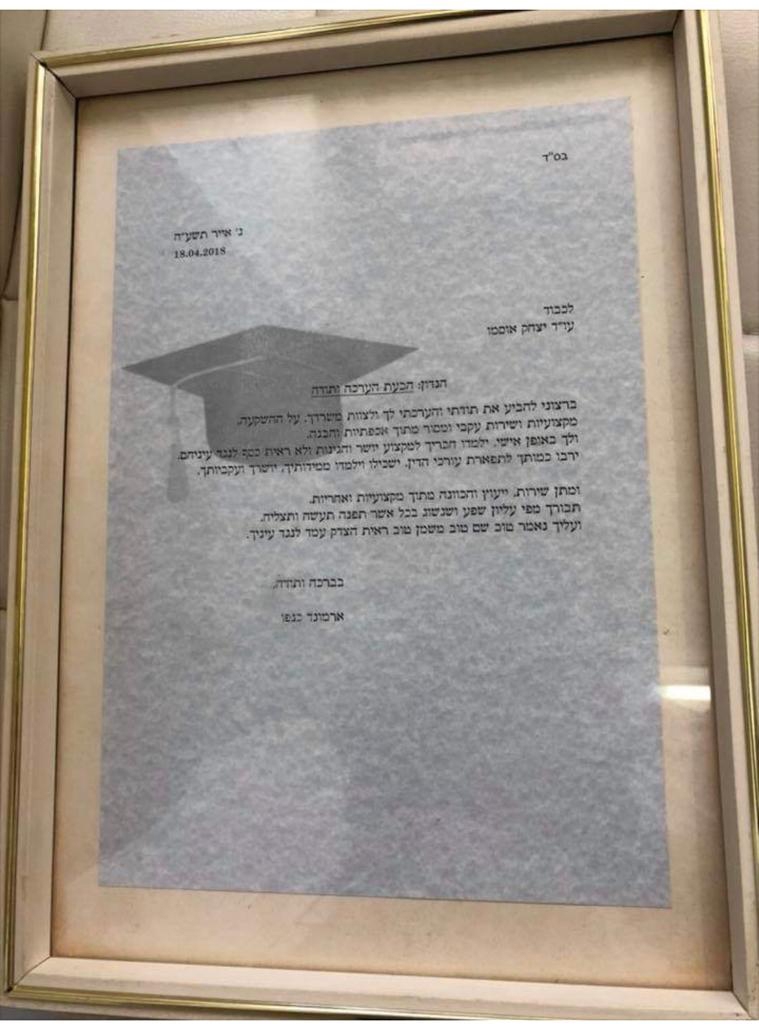 בס"ד
ג' אייר תשע"ח
18.04.2018
לכבוד
עו"ד יצחק אוסמו
הנדון: הבעת הערכה ותודה
ברצוני להביע את תודתי והערכתי לך ולצוות משרדך. על ההשקעה,
מקצועיות ושירות עקבי ומסור מתוך אכפתיות והבנה.
ולך באופן אישי, ילמדו חבריך למקצוע יושר והגינות ולא ראית כסף לנגד עיניהם.
ירבו כמותך לתפארת עורכי הדין, ישכילו וילמדו ממידותיך, יושרך ועקביותך.
ומתן שירות, ייעוץ והכוונה מתוך מקצועיות ואחריות.
תבורך מפי עליון שפע ושגשוג בכל אשר תפנה תעשה ותצליח.
ועליך נאמר טוב שם טוב משמן טוב ראית הצדק עמד לנגד עיניך.
בברכה ותודה,
ארמונד כנפו